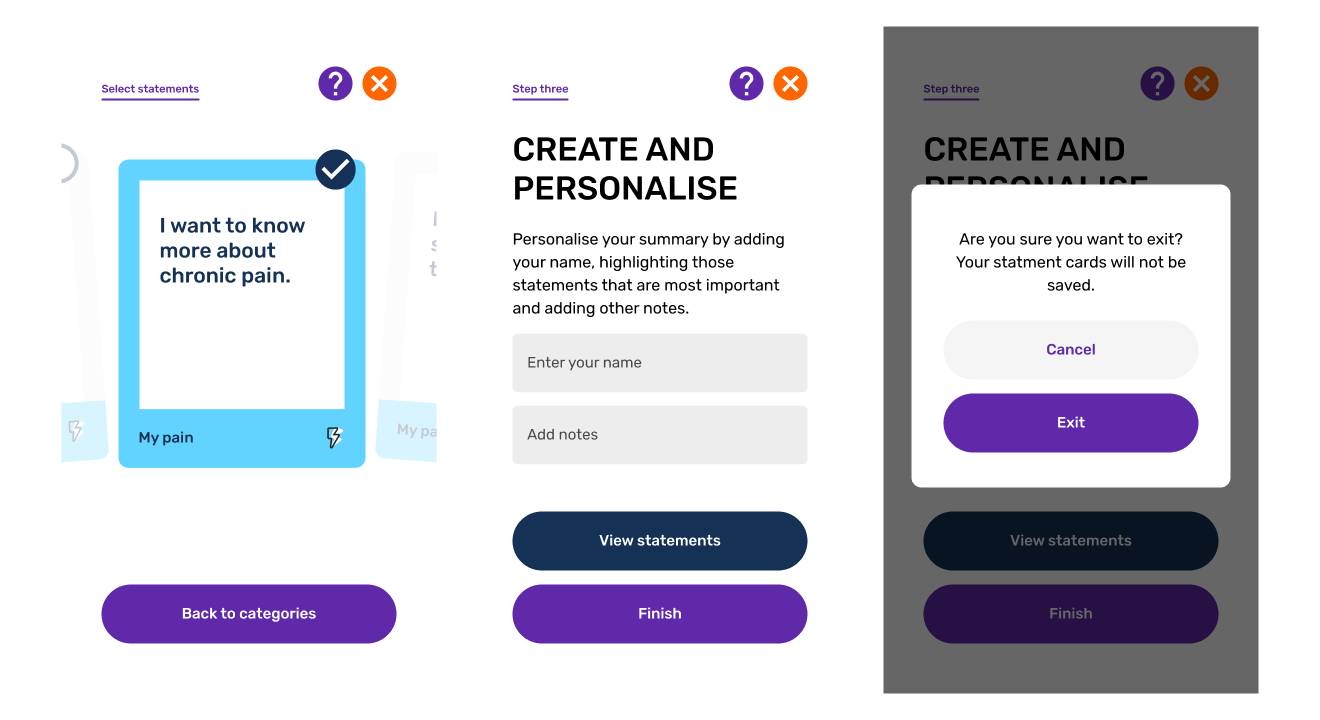 Select statements
?
I want to know
more about
chronic pain.
My pain
My pa
Back to categories
Step three
?
CREATE AND
PERSONALISE
Personalise your summary by adding
your name, highlighting those
statements that are most important
and adding other notes.
Enter your name
Add notes
View statements
Finish
Step three
?
CREATE AND
PERSONALISE
Are you sure you want to exit?
Your statment cards will not be
saved.
Cancel
Exit
View statements
Finish